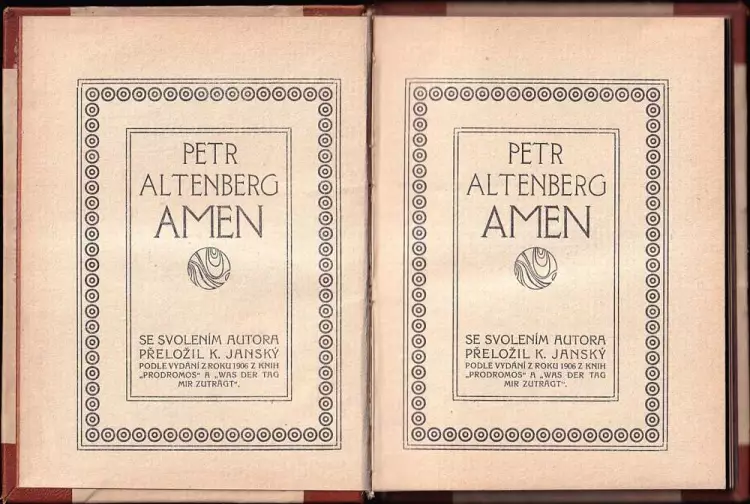 PETR
ALTENBERG
AMEN
SE SVOLENÍM AUTORA
PŘELOŽIL K. JANSKÝ
PODLE VYDÁNÍ Z ROKU 1906 Z KNIH
„PRODROMOS“ A „WAS DER TAG
MIR ZUTRÄGT“.
PETR
ALTENBERG
AMEN
SE SVOLENÍM AUTORA
PŘELOŽIL K. JANSKÝ
PODLE VYDÁNÍ Z ROKU 1906 Z KNIH
„PRODROMOS“ A „WAS DER TAG
MIR ZUTRÄGT“.